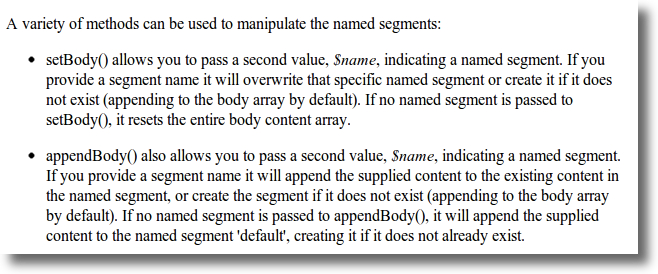 A variety of methods can be used to manipulate the named segments:
• setBody() allows you to pass a second value, $name, indicating a named segment. If you
provide a segment name it will overwrite that specific named segment or create it if it does
not exist (appending to the body array by default). If no named segment is passed to
setBody(), it resets the entire body content array.
• appendBody() also allows you to pass a second value, $name, indicating a named segment.
If you provide a segment name it will append the supplied content to the existing content in
the named segment, or create the segment if it does not exist (appending to the body array
by default). If no named segment is passed to appendBody(), it will append the supplied
content to the named segment 'default', creating it if it does not already exist.